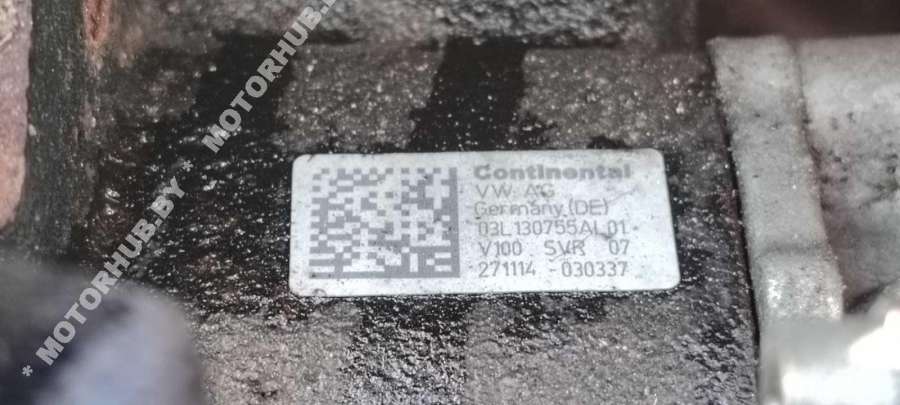 Continental
VW AG
Germany (DE)
03L130755AL01
V100 SVR 07
271114 - 030337
* MOTORHUB.BY * MOTORHUB.BY